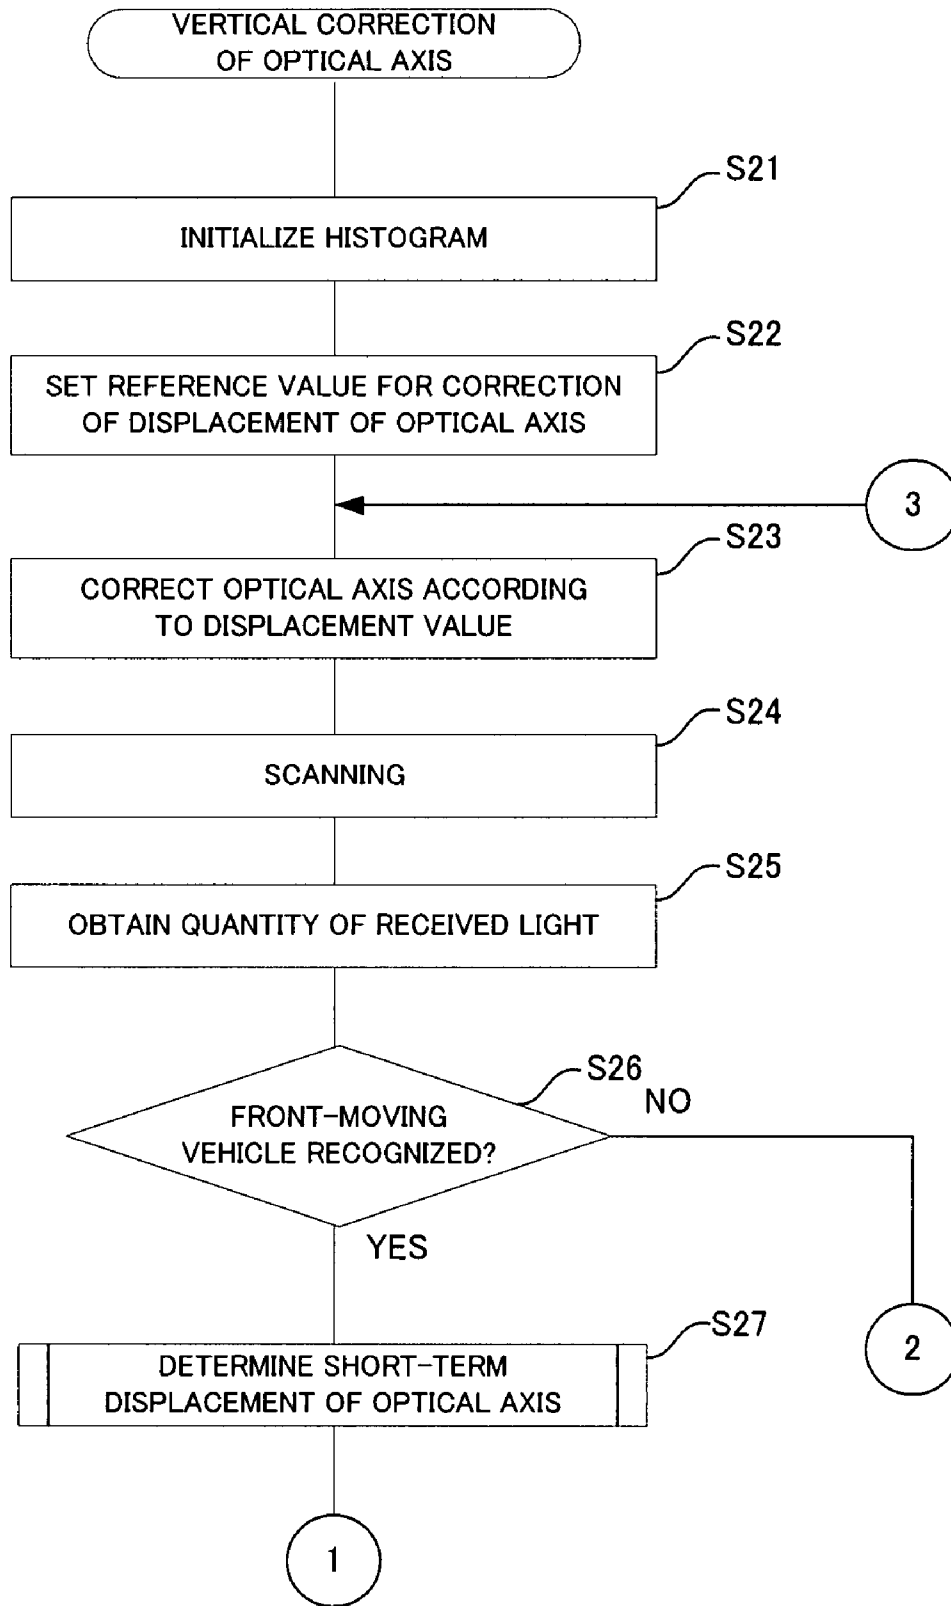 VERTICAL CORRECTION
OF OPTICAL AXIS
S21
INITIALIZE HISTOGRAM
S22
SET REFERENCE VALUE FOR CORRECTION
OF DISPLACEMENT OF OPTICAL AXIS
3
S23
CORRECT OPTICAL AXIS ACCORDING
TO DISPLACEMENT VALUE
S24
SCANNING
S25
OBTAIN QUANTITY OF RECEIVED LIGHT
S26
NO
FRONT-MOVING
VEHICLE RECOGNIZED?
YES
S27
2
DETERMINE SHORT-TERM
DISPLACEMENT OF OPTICAL AXIS
1